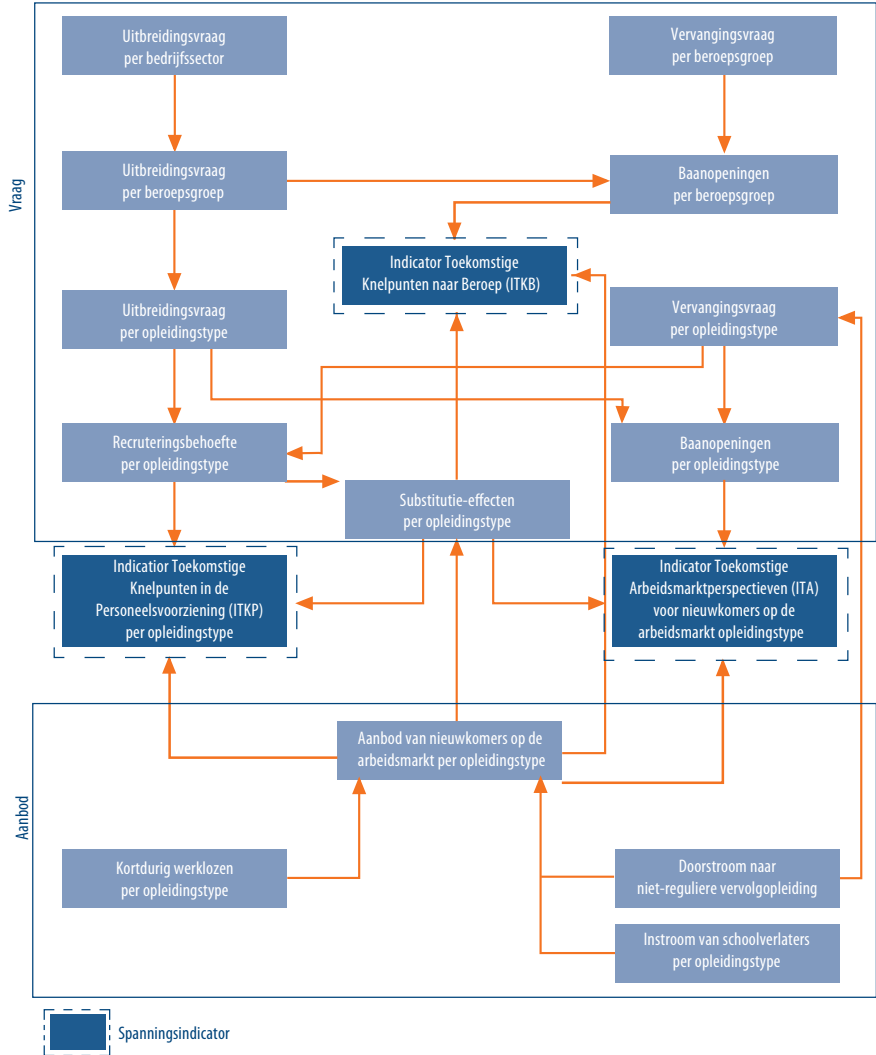 Vraag
Uitbreidingsvraag
per bedrijfssector
Vervangingsvraag
per beroepsgroep
Uitbreidingsvraag
per beroepsgroep
Baanopeningen
per beroepsgroep
Indicator Toekomstige
Knelpunten naar Beroep (ITKB)
Uitbreidingsvraag
per opleidingstype
Vervangingsvraag
per opleidingstype
Recruteringsbehoefte
per opleidingstype
Baanopeningen
per opleidingstype
Substitutie-effecten
per opleidingstype
Indicatior Toekomstige
Knelpunten in de
Personeelsvoorziening (ITKP)
per opleidingstype
Indicator Toekomstige
Arbeidsmarktperspectieven (ITA)
voor nieuwkomers op de
arbeidsmarkt opleidingstype
Aanbod
Aanbod van nieuwkomers op de
arbeidsmarkt per opleidingstype
Kortdurig werklozen
per opleidingstype
Doorstroom naar
niet-reguliere vervolgopleiding
Instroom van schoolverlaters
per opleidingstype
Spanningsindicator